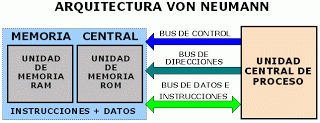 ARQUITECTURA VON NEUMANN
MEMORIA CENTRAL
UNIDAD
DE
MEMORIA
RAM
UNIDAD
DE
MEMORIA
ROM
INSTRUCCIONES + DATOS
BUS DE CONTROL
BUS DE
DIRECCIONES
BUS DE DATOS E
INSTRUCCIONES
UNIDAD
CENTRAL DE
PROCESO